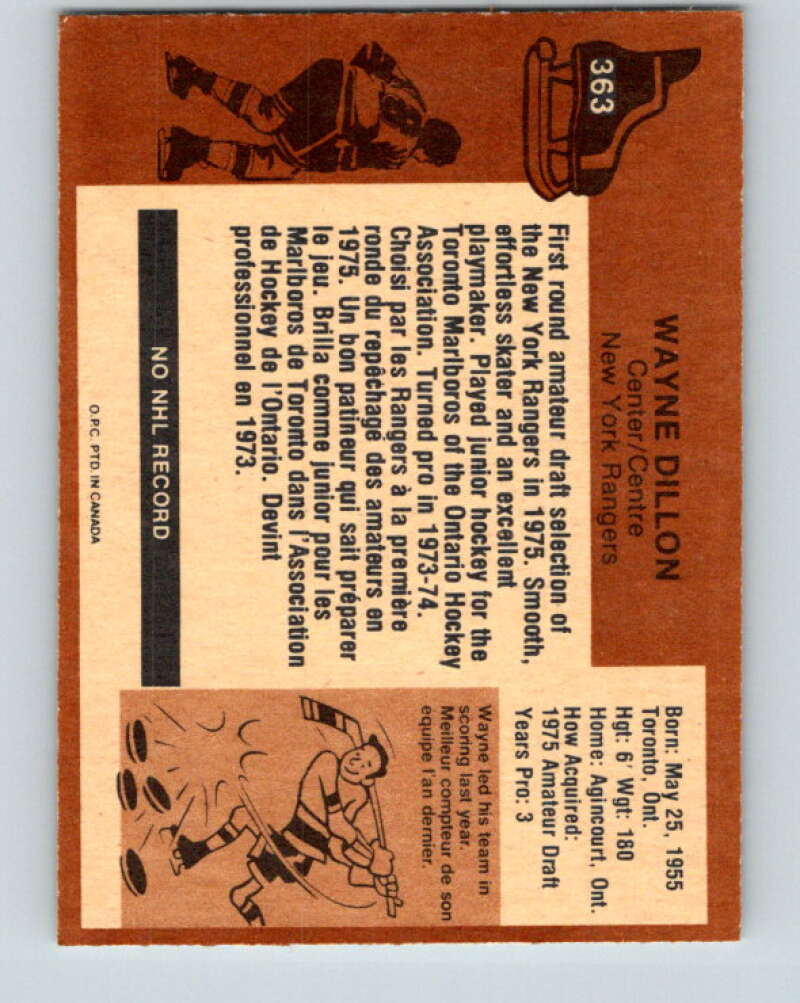 363
WAYNE DILLON
Center/Centre
New York Rangers
Born: May 25, 1955
Toronto, Ont.
Hgt: 6' Wgt: 180
Home: Agincourt, Ont.
How Acquired:
1975 Amateur Draft
Years Pro: 3
First round amateur draft selection of
the New York Rangers in 1975. Smooth,
effortless skater and an excellent
playmaker. Played junior hockey for the
Toronto Marlboros of the Ontario Hockey
Association. Turned pro in 1973-74.
Choisi par les Rangers à la première
ronde du repêchage des amateurs en
1975. Un bon patineur qui sait préparer
le jeu. Brilla comme junior pour les
Marlboros de Toronto dans l'Association
de Hockey de l'Ontario. Devint
professionnel en 1973.
Wayne led his team in
scoring last year.
Meilleur compteur de son
equipe l'an dernier.
NO NHL RECORD
O.P.C. PTD. IN CANADA